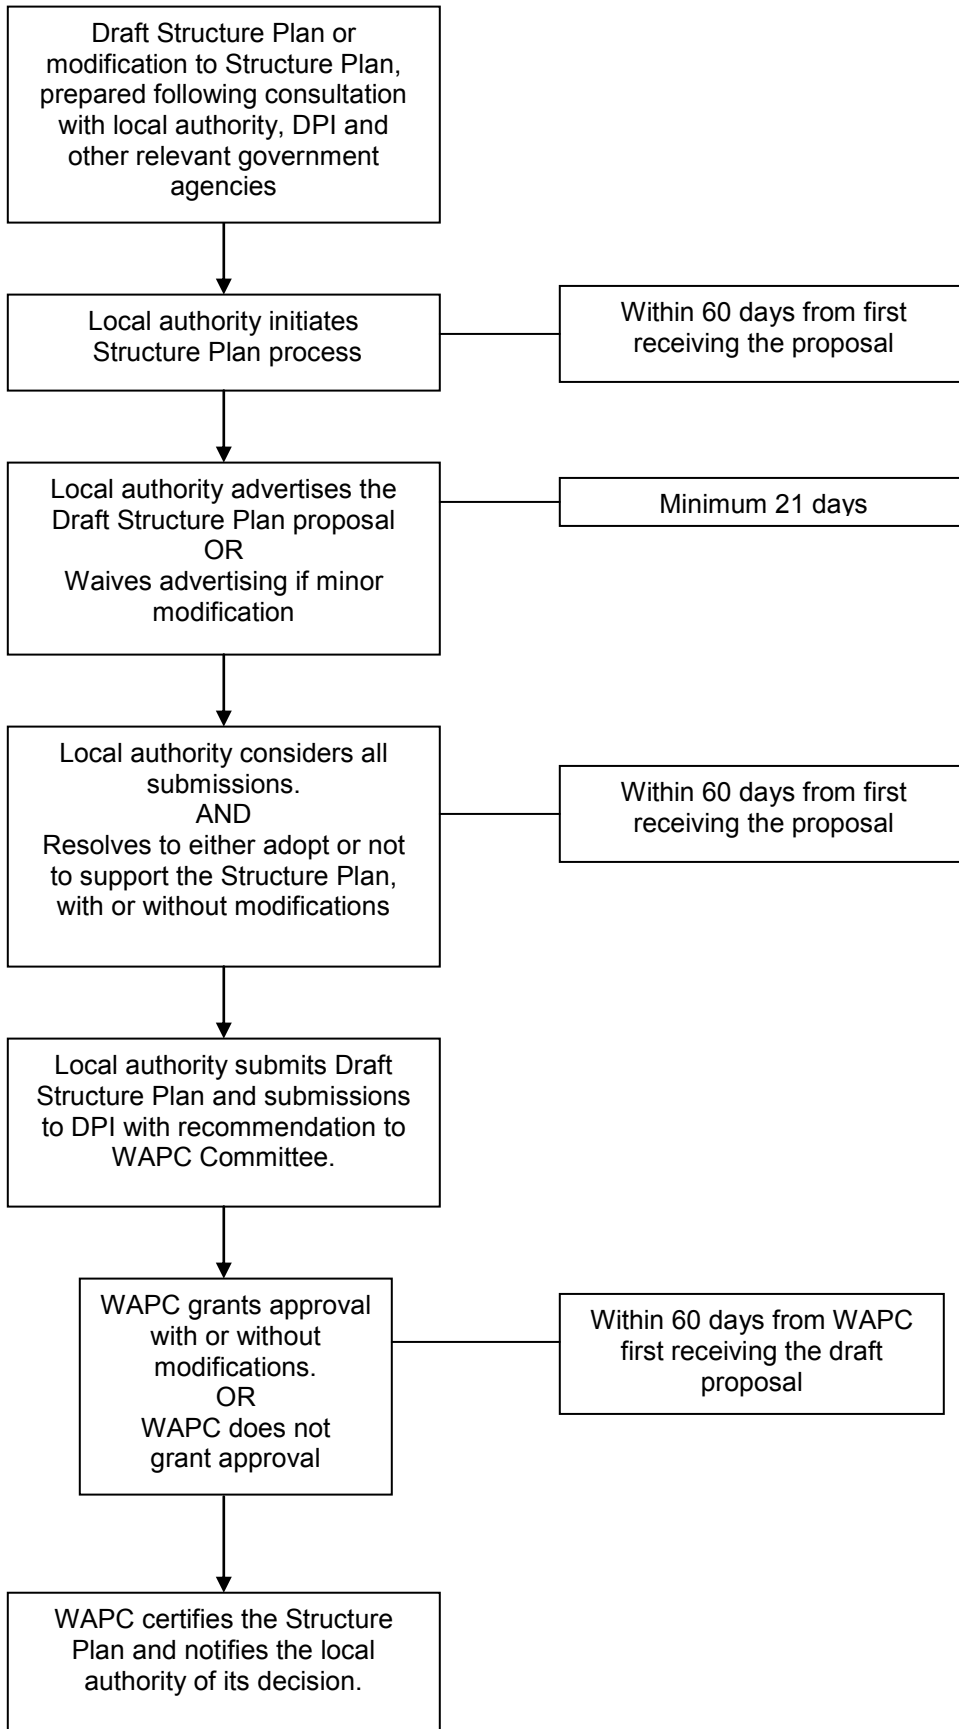 Draft Structure Plan or
modification to Structure Plan,
prepared following consultation
with local authority, DPI and
other relevant government
agencies
Local authority initiates
Structure Plan process
Within 60 days from first
receiving the proposal
Local authority advertises the
Draft Structure Plan proposal
OR
Waives advertising if minor
modification
Minimum 21 days
Local authority considers all
submissions.
AND
Resolves to either adopt or not
to support the Structure Plan,
with or without modifications
Within 60 days from first
receiving the proposal
Local authority submits Draft
Structure Plan and submissions
to DPI with recommendation to
WAPC Committee.
WAPC grants approval
with or without
modifications.
OR
WAPC does not
grant approval
Within 60 days from WAPC
first receiving the draft
proposal
WAPC certifies the Structure
Plan and notifies the local
authority of its decision.